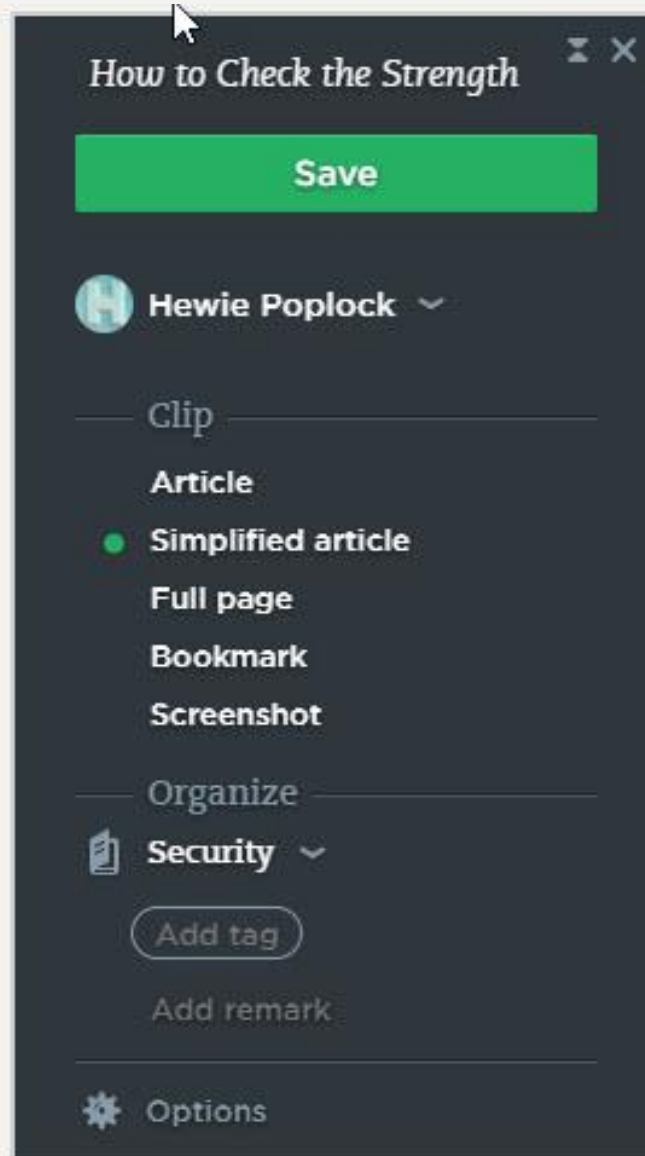 How to Check the Strength
Save
Hewie Poplock
Clip
Article
Simplified article
Full page
Bookmark
Screenshot
Organize
Security
Add tag
Add remark
Options